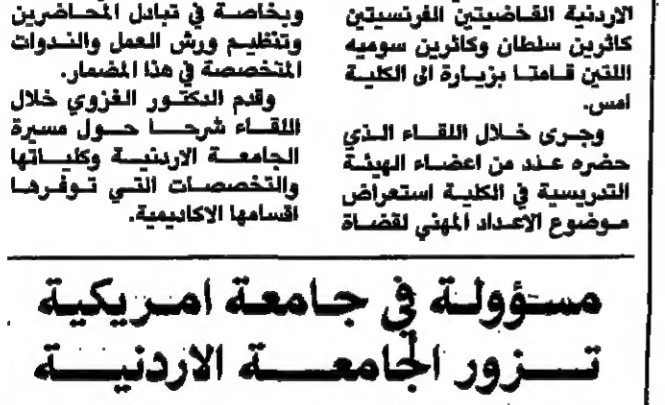 الاردنية القاضيتين الفرنسيتين
كاثرين سلطان وكاثرين سوميه
اللتين قامتا بزيارة الى الكلية
امس.
وجرى خلال اللقاء الذي
حضره عدد من اعضاء الهيئة
التدريسية في الكلية استعراض
موضوع الاعداد المهني لقضاة
وبخاصة في تبادل المحاضرين
وتنظيم ورش العمل والندوات
المتخصصة في هذا المضمار.
وقدم الدكتور الغزوي خلال
اللقاء شرحا حول مسيرة
الجامعة الاردنية وكلياتها
والتخصصات التي توفرها
اقسامها الاكاديمية.
مسؤولة في جامعة امريكية
تزور الجامعة الاردنية